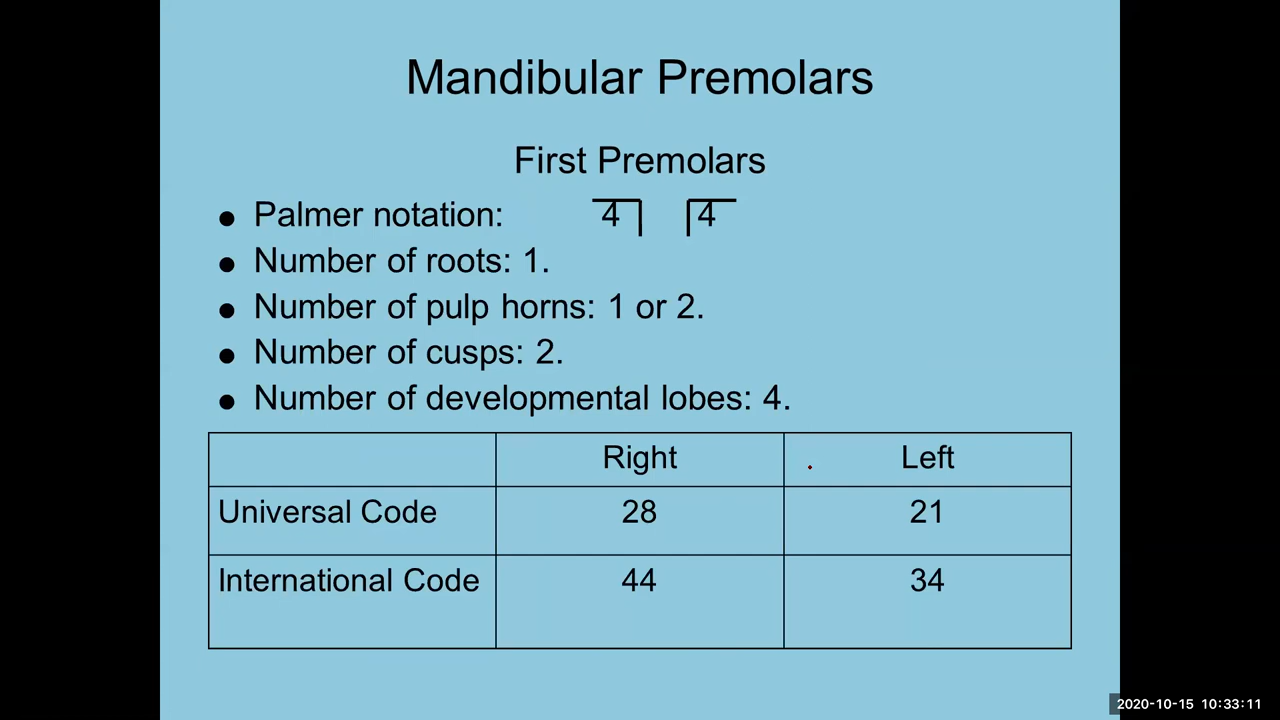 Mandibular Premolars
First Premolars
● Palmer notation: 4 4
● Number of roots: 1.
● Number of pulp horns: 1 or 2.
● Number of cusps: 2.
● Number of developmental lobes: 4.
Right Left
Universal Code 28 21
International Code 44 34
2020-10-15 10:33:11